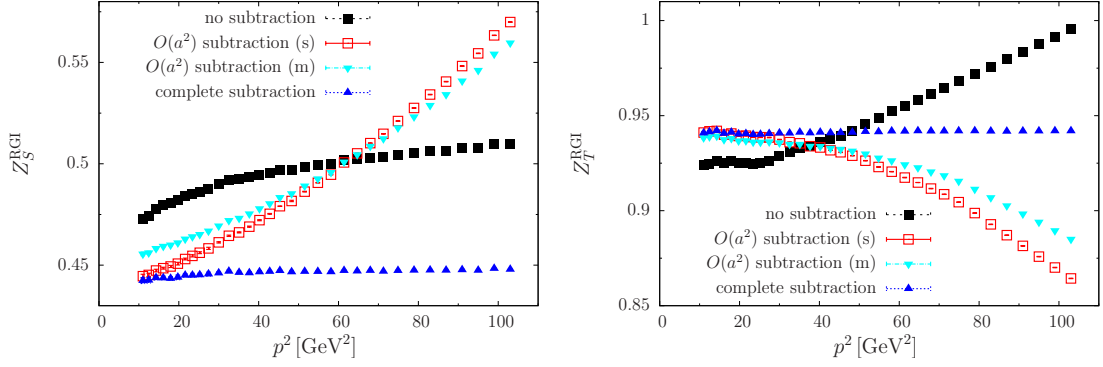 no subtraction
O(a²) subtraction (s)
O(a²) subtraction (m)
complete subtraction
0.55
0.5
0.45
Z_S^RGI
0 20 40 60 80 100
p² [GeV²]
1
0.95
0.9
0.85
Z_T^RGI
no subtraction
O(a²) subtraction (s)
O(a²) subtraction (m)
complete subtraction
0 20 40 60 80 100
p² [GeV²]